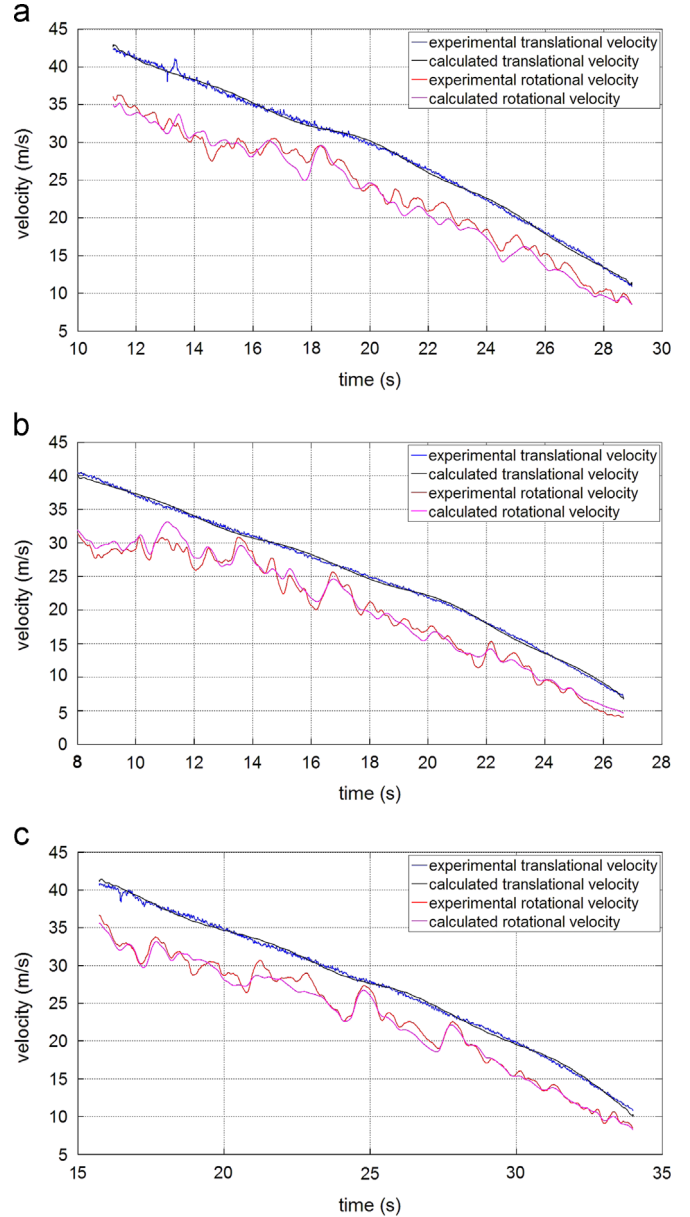 a
45
40
35
30
25
20
15
10
5
velocity (m/s)
experimental translational velocity
calculated translational velocity
experimental rotational velocity
calculated rotational velocity
10 12 14 16 18 20 22 24 26 28 30
time (s)
b
45
40
35
30
25
20
15
10
5
0
velocity (m/s)
experimental translational velocity
calculated translational velocity
experimental rotational velocity
calculated rotational velocity
8 10 12 14 16 18 20 22 24 26 28
time (s)
c
45
40
35
30
25
20
15
10
5
velocity (m/s)
experimental translational velocity
calculated translational velocity
experimental rotational velocity
calculated rotational velocity
15 20 25 30 35
time (s)